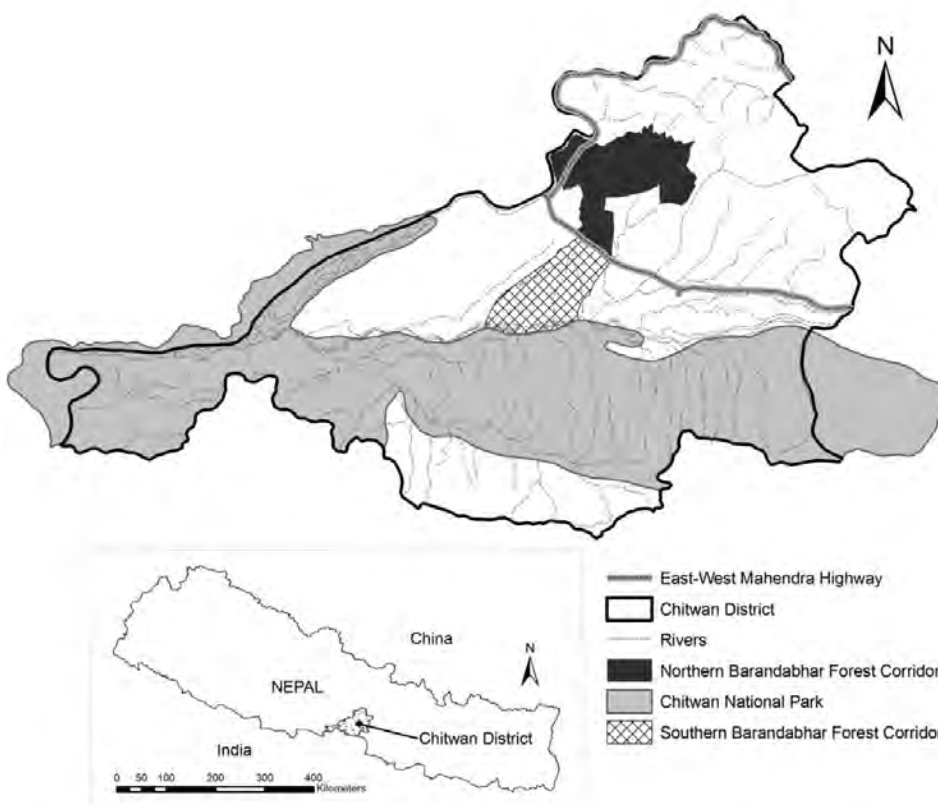 N
East-West Mahendra Highway
Chitwan District
Rivers
Northern Barandabhar Forest Corridor
Chitwan National Park
Southern Barandabhar Forest Corridor
China
N
NEPAL
Chitwan District
India
0 50 100 200 300 400
Kilometers